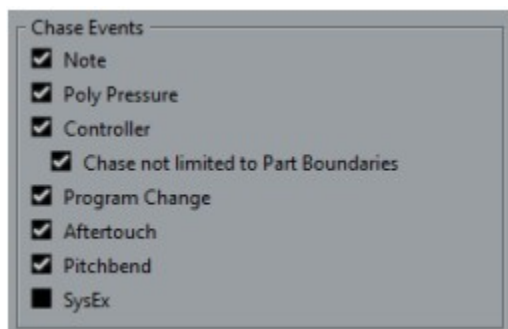 Chase Events
Note
Poly Pressure
Controller
Chase not limited to Part Boundaries
Program Change
Aftertouch
Pitchbend
SysEx